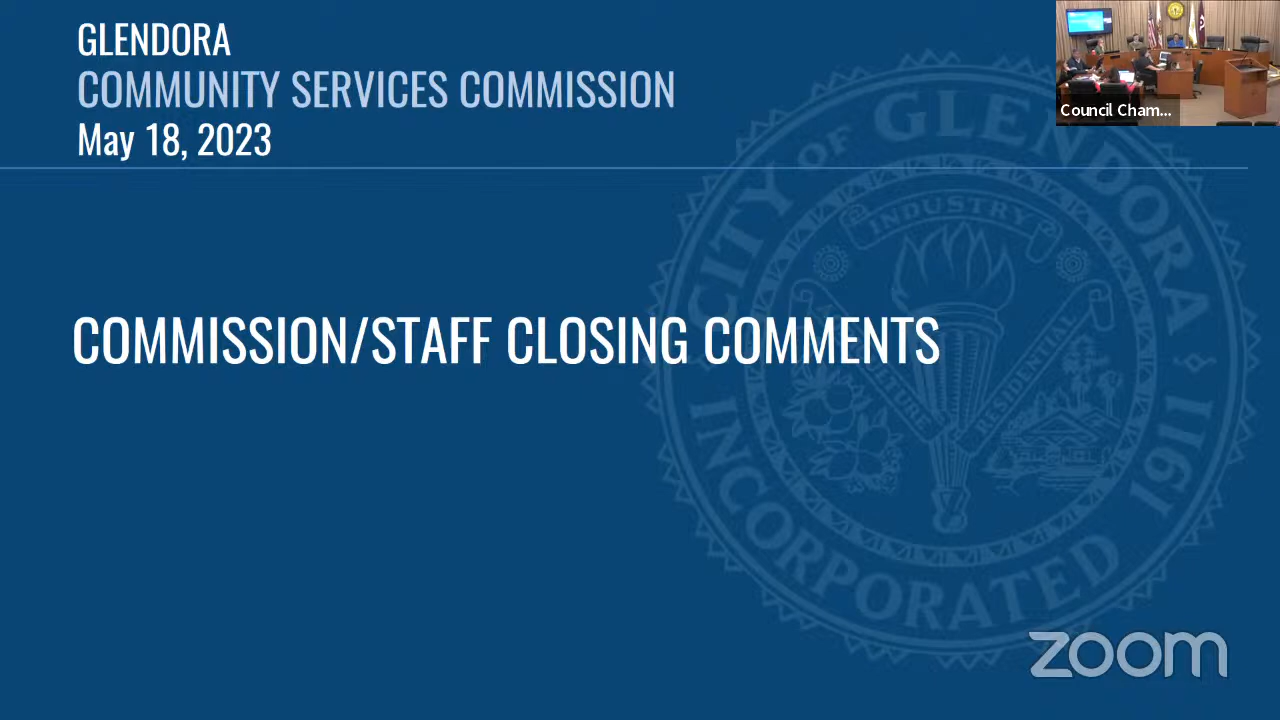 GLENDORA
COMMUNITY SERVICES COMMISSION
May 18, 2023
Council Cham...
CITY OF GLENDORA
INDUSTRY
RESIDENTIAL
COMMISSION/STAFF CLOSING COMMENTS
INCORPORATED 1911
zoom